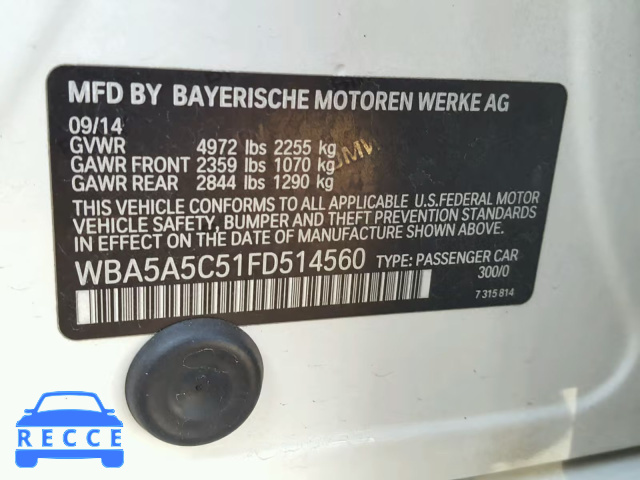 MFD BY BAYERISCHE MOTOREN WERKE AG
09/14
GVWR 4972 lbs 2255 kg
GAWR FRONT 2359 lbs 1070 kg
GAWR REAR 2844 lbs 1290 kg
THIS VEHICLE CONFORMS TO ALL APPLICABLE U.S.FEDERAL MOTOR
VEHICLE SAFETY, BUMPER AND THEFT PREVENTION STANDARDS
IN EFFECT ON THE DATE OF MANUFACTURE SHOWN ABOVE.
WBA5A5C51FD514560 TYPE: PASSENGER CAR
300/0
7 315 814
BMW
RECCE